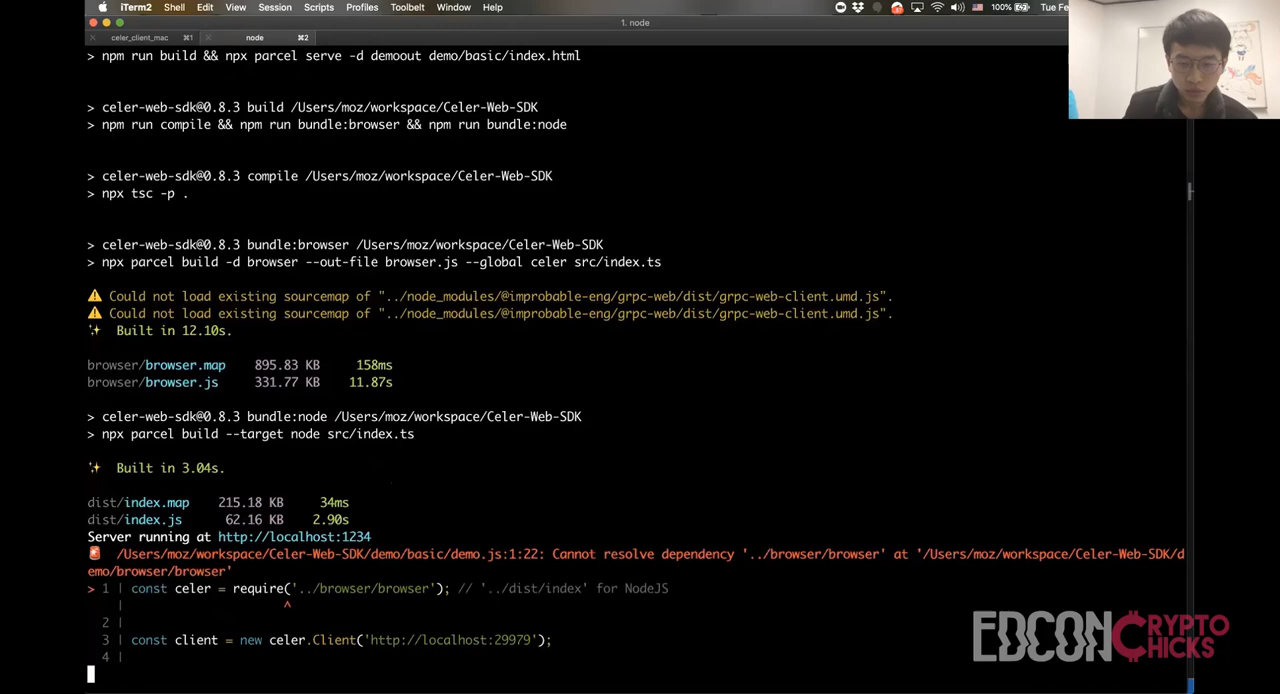 iTerm2 Shell Edit View Session Scripts Profiles Toolbelt Window Help 100% Tue Fe
1. node
celer_client_mac ⌘1 node ⌘2
> npm run build && npx parcel serve -d demoout demo/basic/index.html
> celer-web-sdk@0.8.3 build /Users/moz/workspace/Celer-Web-SDK
> npm run compile && npm run bundle:browser && npm run bundle:node
> celer-web-sdk@0.8.3 compile /Users/moz/workspace/Celer-Web-SDK
> npx tsc -p .
> celer-web-sdk@0.8.3 bundle:browser /Users/moz/workspace/Celer-Web-SDK
> npx parcel build -d browser --out-file browser.js --global celer src/index.ts
⚠️ Could not load existing sourcemap of "../node_modules/@improbable-eng/grpc-web/dist/grpc-web-client.umd.js".
⚠️ Could not load existing sourcemap of "../node_modules/@improbable-eng/grpc-web/dist/grpc-web-client.umd.js".
✨ Built in 12.10s.
browser/browser.map 895.83 KB 158ms
browser/browser.js 331.77 KB 11.87s
> celer-web-sdk@0.8.3 bundle:node /Users/moz/workspace/Celer-Web-SDK
> npx parcel build --target node src/index.ts
✨ Built in 3.04s.
dist/index.map 215.18 KB 34ms
dist/index.js 62.16 KB 2.90s
Server running at http://localhost:1234
🚨 /Users/moz/workspace/Celer-Web-SDK/demo/basic/demo.js:1:22: Cannot resolve dependency '../browser/browser' at '/Users/moz/workspace/Celer-Web-SDK/d
emo/browser/browser'
> 1 | const celer = require('../browser/browser'); // '../dist/index' for NodeJS
| ^
2 |
3 | const client = new celer.Client('http://localhost:29979');
4 |
EDCON CRYPTO CHICKS